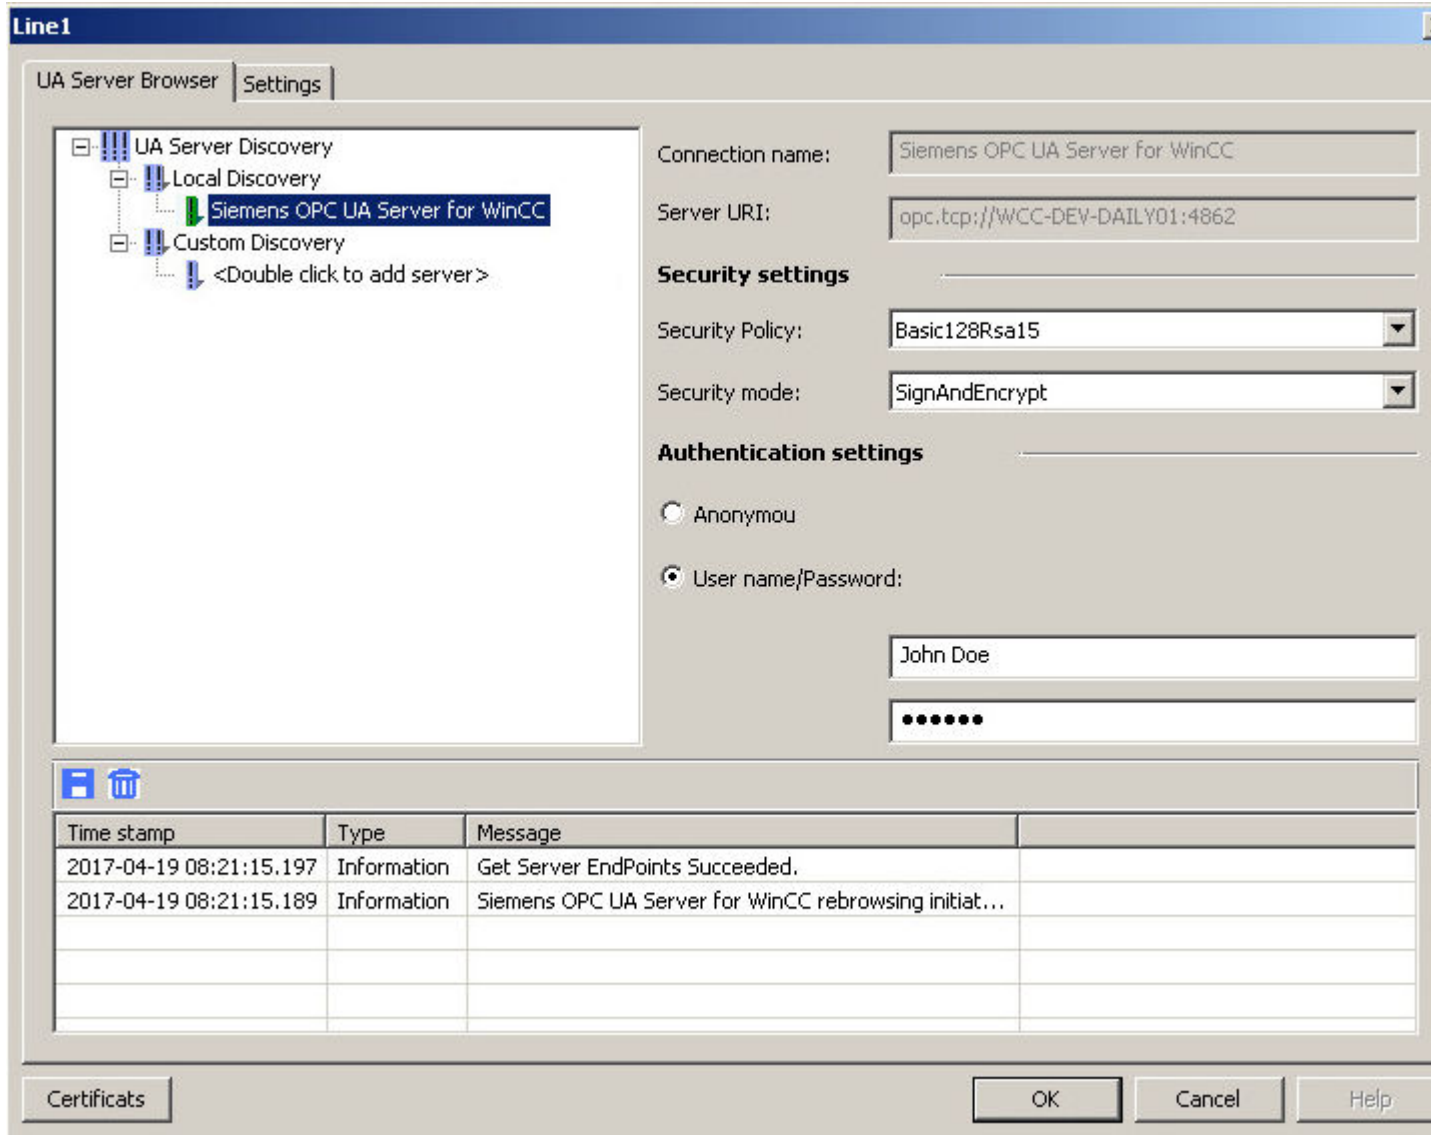 Line1
UA Server Browser
Settings
UA Server Discovery
Local Discovery
Siemens OPC UA Server for WinCC
Custom Discovery
<Double click to add server>
Connection name:
Siemens OPC UA Server for WinCC
Server URI:
opc.tcp://WCC-DEV-DAILY01:4862
Security settings
Security Policy:
Basic128Rsa15
Security mode:
SignAndEncrypt
Authentication settings
Anonymou
User name/Password:
John Doe
••••••
Time stamp Type Message
2017-04-19 08:21:15.197 Information Get Server EndPoints Succeeded.
2017-04-19 08:21:15.189 Information Siemens OPC UA Server for WinCC rebrowsing initiat...
Certificats
OK
Cancel
Help